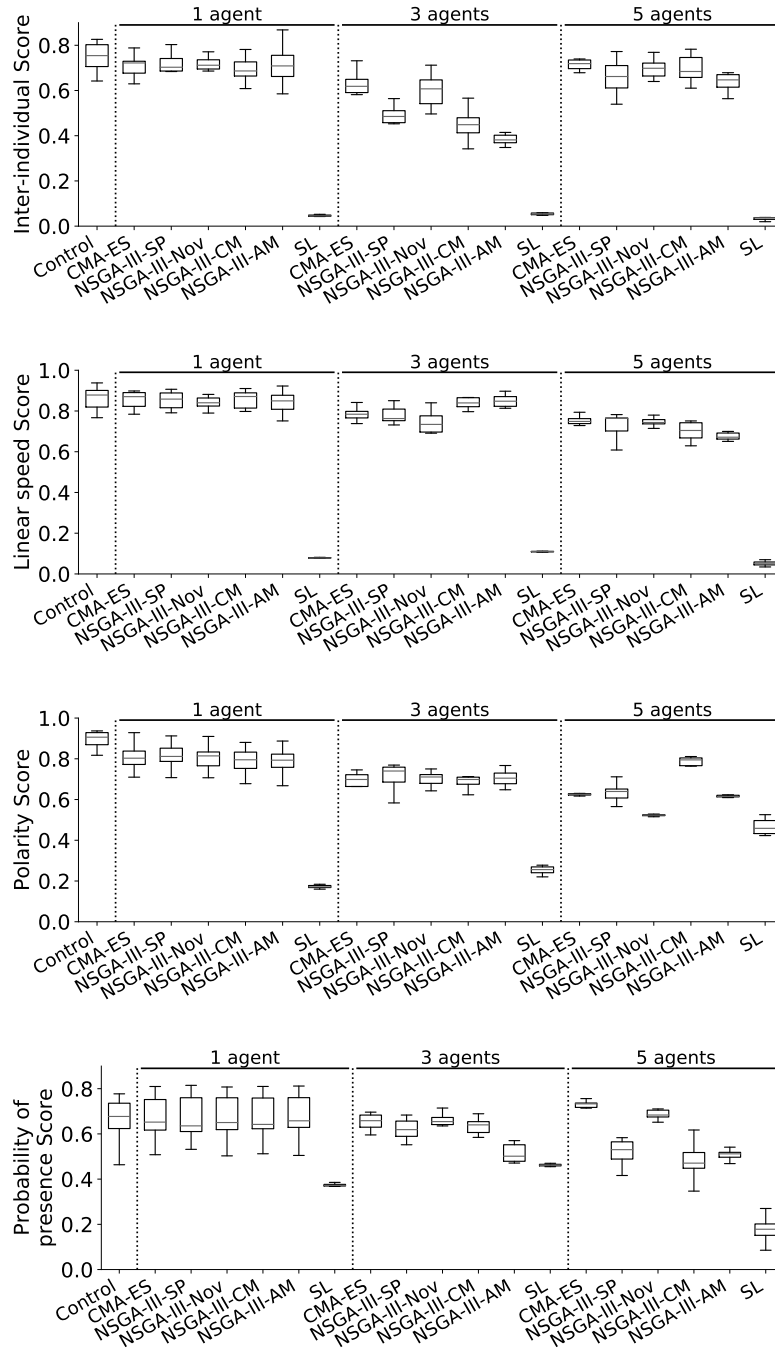 1 agent
3 agents
5 agents
Inter-individual Score
0.8
0.6
0.4
0.2
0.0
Control
CMA-ES
NSGA-III-SP
NSGA-III-Nov
NSGA-III-CM
NSGA-III-AM
SL
CMA-ES
NSGA-III-SP
NSGA-III-Nov
NSGA-III-CM
NSGA-III-AM
SL
CMA-ES
NSGA-III-SP
NSGA-III-Nov
NSGA-III-CM
NSGA-III-AM
SL
1 agent
3 agents
5 agents
Linear speed Score
1.0
0.8
0.6
0.4
0.2
0.0
Control
CMA-ES
NSGA-III-SP
NSGA-III-Nov
NSGA-III-CM
NSGA-III-AM
SL
CMA-ES
NSGA-III-SP
NSGA-III-Nov
NSGA-III-CM
NSGA-III-AM
SL
CMA-ES
NSGA-III-SP
NSGA-III-Nov
NSGA-III-CM
NSGA-III-AM
SL
1 agent
3 agents
5 agents
Polarity Score
1.0
0.8
0.6
0.4
0.2
0.0
Control
CMA-ES
NSGA-III-SP
NSGA-III-Nov
NSGA-III-CM
NSGA-III-AM
SL
CMA-ES
NSGA-III-SP
NSGA-III-Nov
NSGA-III-CM
NSGA-III-AM
SL
CMA-ES
NSGA-III-SP
NSGA-III-Nov
NSGA-III-CM
NSGA-III-AM
SL
1 agent
3 agents
5 agents
Probability of
presence Score
0.8
0.6
0.4
0.2
0.0
Control
CMA-ES
NSGA-III-SP
NSGA-III-Nov
NSGA-III-CM
NSGA-III-AM
SL
CMA-ES
NSGA-III-SP
NSGA-III-Nov
NSGA-III-CM
NSGA-III-AM
SL
CMA-ES
NSGA-III-SP
NSGA-III-Nov
NSGA-III-CM
NSGA-III-AM
SL